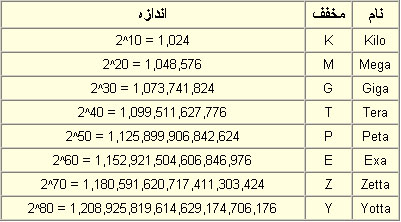 نام مخفف اندازه
Kilo K 2^10 = 1,024
Mega M 2^20 = 1,048,576
Giga G 2^30 = 1,073,741,824
Tera T 2^40 = 1,099,511,627,776
Peta P 2^50 = 1,125,899,906,842,624
Exa E 2^60 = 1,152,921,504,606,846,976
Zetta Z 2^70 = 1,180,591,620,717,411,303,424
Yotta Y 2^80 = 1,208,925,819,614,629,174,706,176